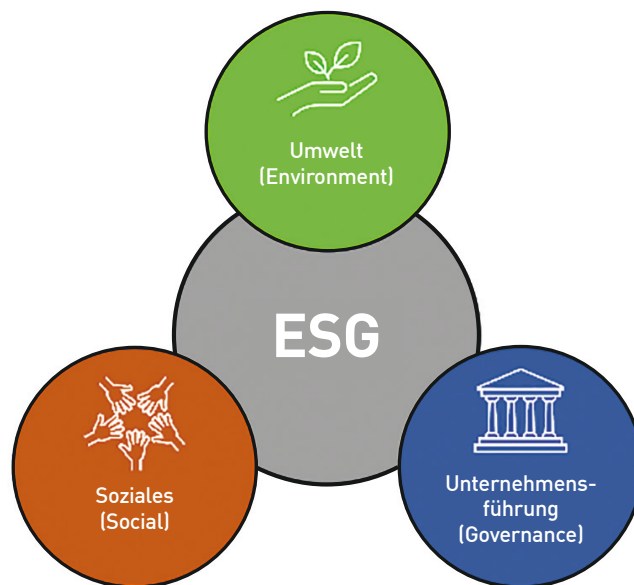 Umwelt
(Environment)
ESG
Soziales
(Social)
Unternehmens-
führung
(Governance)